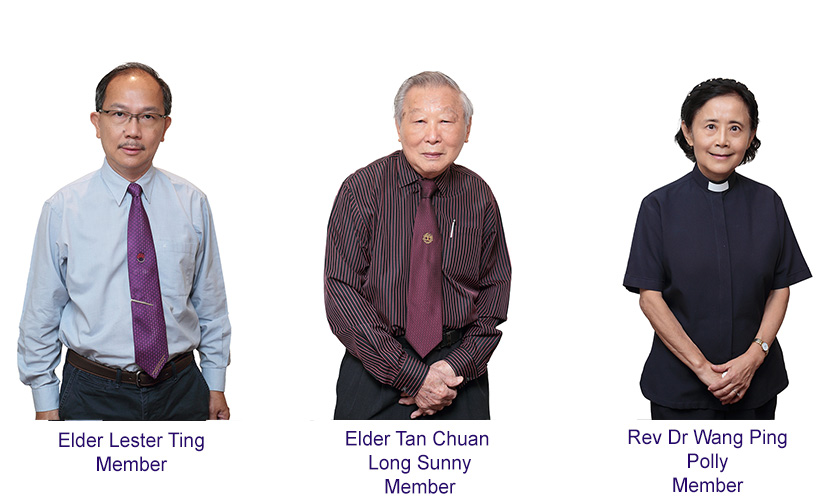 Elder Lester Ting
Member
Elder Tan Chuan
Long Sunny
Member
Rev Dr Wang Ping
Polly
Member